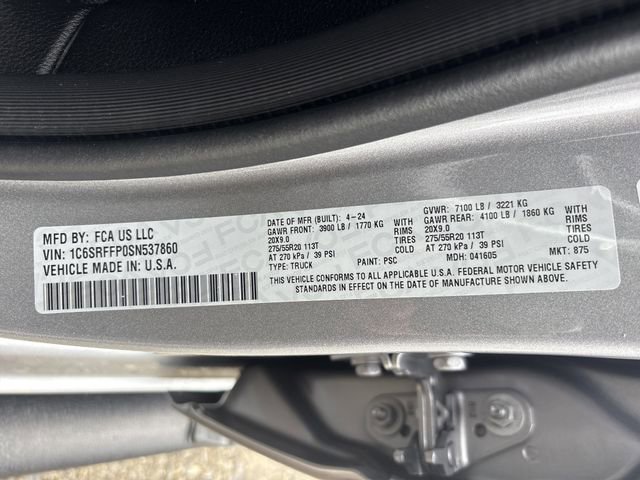 MFD BY: FCA US LLC
VIN: 1C6SRFFP0SN537860
VEHICLE MADE IN U.S.A.
DATE OF MFR (BUILT): 4-24
GAWR FRONT: 3900 LB / 1770 KG WITH
20X9.0 RIMS
275/55R20 113T TIRES
AT 270 kPa / 39 PSI COLD
TYPE: TRUCK PAINT: PSC
GVWR: 7100 LB / 3221 KG
GAWR REAR: 4100 LB / 1860 KG WITH
20X9.0 RIMS
275/55R20 113T TIRES
AT 270 kPa / 39 PSI COLD
MDH: 041605 MKT: 875
THIS VEHICLE CONFORMS TO ALL APPLICABLE U.S.A. FEDERAL MOTOR VEHICLE SAFETY
STANDARDS IN EFFECT ON THE DATE OF MANUFACTURE SHOWN ABOVE.